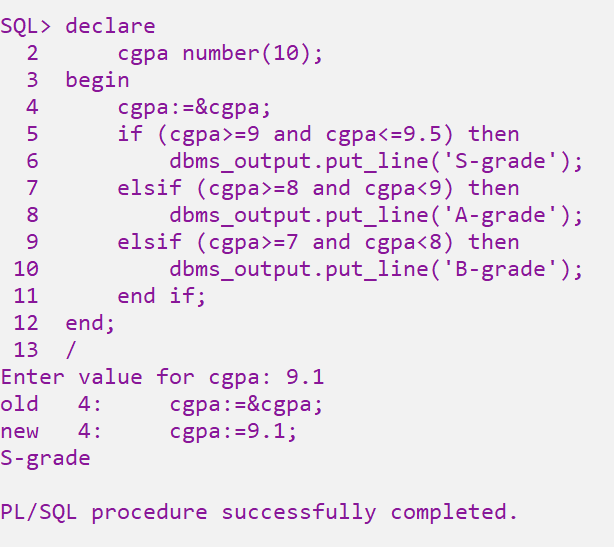 SQL> declare
  2      cgpa number(10);
  3  begin
  4      cgpa:=&cgpa;
  5      if (cgpa>=9 and cgpa<=9.5) then
  6          dbms_output.put_line('S-grade');
  7      elsif (cgpa>=8 and cgpa<9) then
  8          dbms_output.put_line('A-grade');
  9      elsif (cgpa>=7 and cgpa<8) then
 10          dbms_output.put_line('B-grade');
 11      end if;
 12  end;
 13  /
Enter value for cgpa: 9.1
old   4:     cgpa:=&cgpa;
new   4:     cgpa:=9.1;
S-grade
PL/SQL procedure successfully completed.